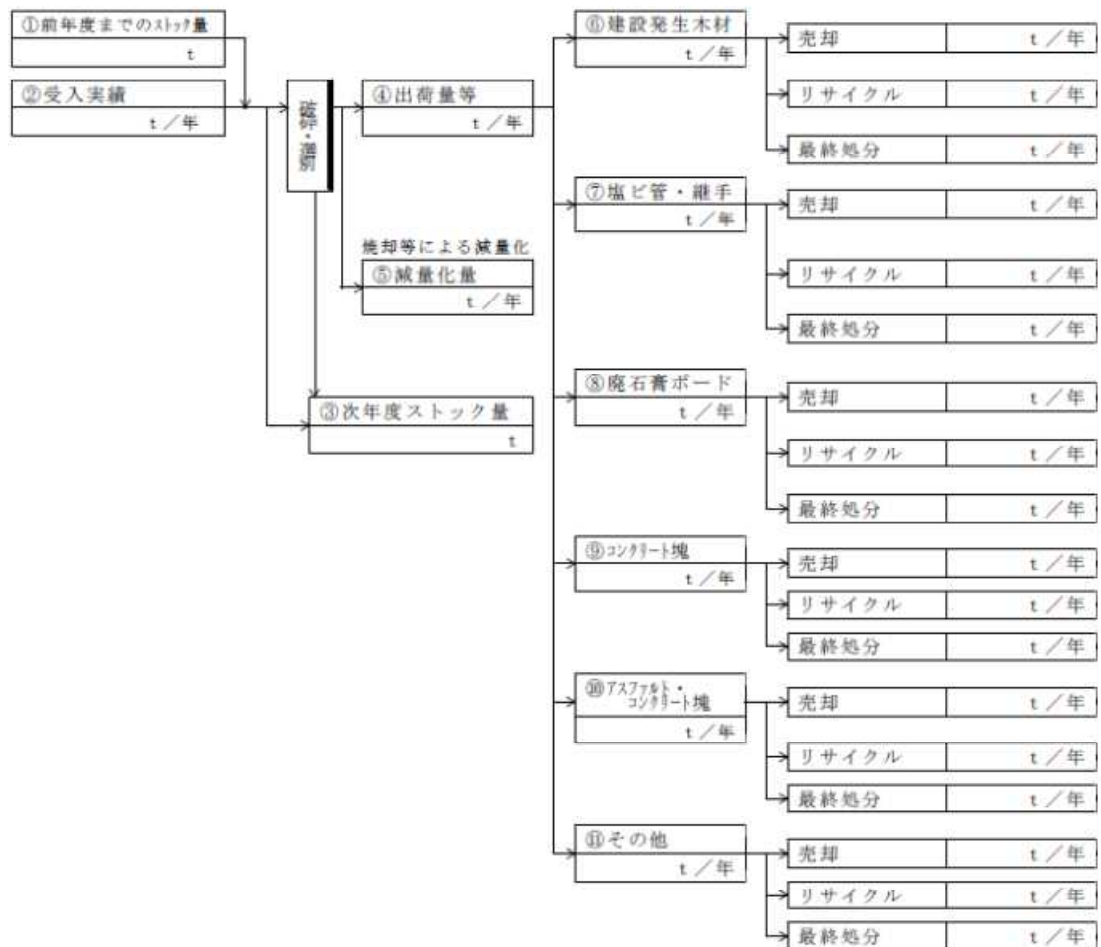 ①前年度までのストック量
t
②受入実績
t／年
破砕・選別
④出荷量等
t／年
焼却等による減量化
⑤減量化量
t／年
③次年度ストック量
t
⑥建設発生木材
t／年
売却 t／年
リサイクル t／年
最終処分 t／年
⑦塩ビ管・継手
t／年
売却 t／年
リサイクル t／年
最終処分 t／年
⑧廃石膏ボード
t／年
売却 t／年
リサイクル t／年
最終処分 t／年
⑨コンクリート塊
t／年
売却 t／年
リサイクル t／年
最終処分 t／年
⑩アスファルト・
コンクリート塊
t／年
売却 t／年
リサイクル t／年
最終処分 t／年
⑪その他
t／年
売却 t／年
リサイクル t／年
最終処分 t／年